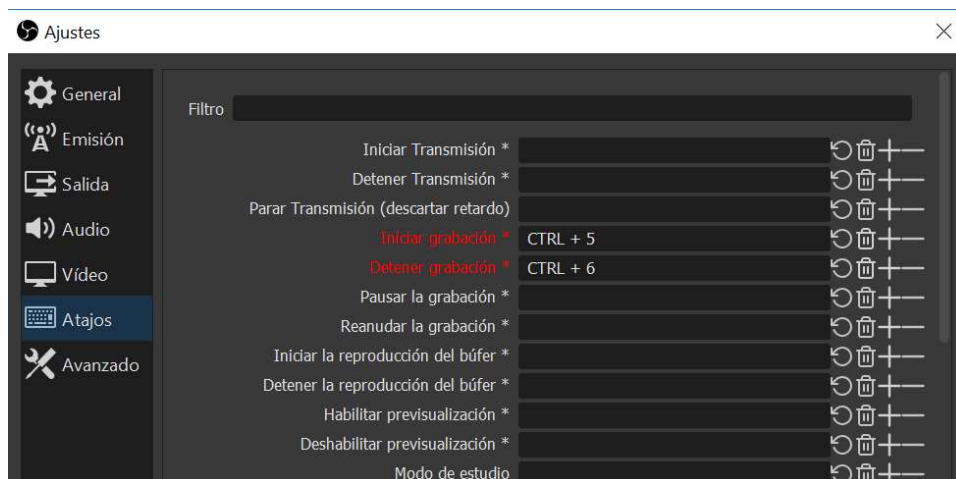 Ajustes
General
Emisión
Salida
Audio
Vídeo
Atajos
Avanzado
Filtro
Iniciar Transmisión *
Detener Transmisión *
Parar Transmisión (descartar retardo)
Iniciar grabación * CTRL + 5
Detener grabación * CTRL + 6
Pausar la grabación *
Reanudar la grabación *
Iniciar la reproducción del búfer *
Detener la reproducción del búfer *
Habilitar previsualización *
Deshabilitar previsualización *
Modo de estudio